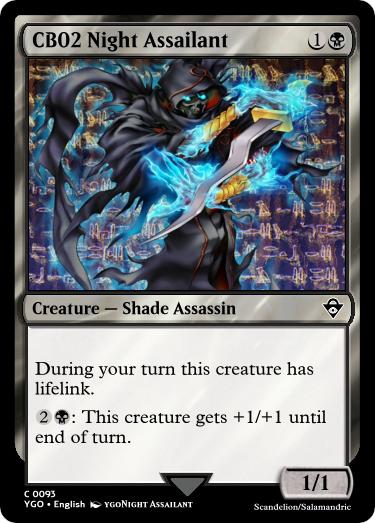 CB02 Night Assailant 1
Creature — Shade Assassin
During your turn this creature has
lifelink.
2: This creature gets +1/+1 until
end of turn.
1/1
C 0093
YGO • English YGONIGHT ASSAILANT
Scandelion/Salamandric